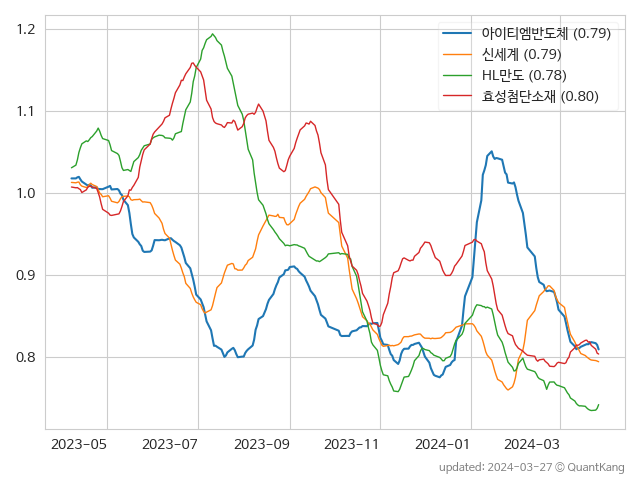 1.2
1.1
1.0
0.9
0.8
아이티엠반도체 (0.79)
신세계 (0.79)
HL만도 (0.78)
효성첨단소재 (0.80)
2023-05 2023-07 2023-09 2023-11 2024-01 2024-03
updated: 2024-03-27 © QuantKang